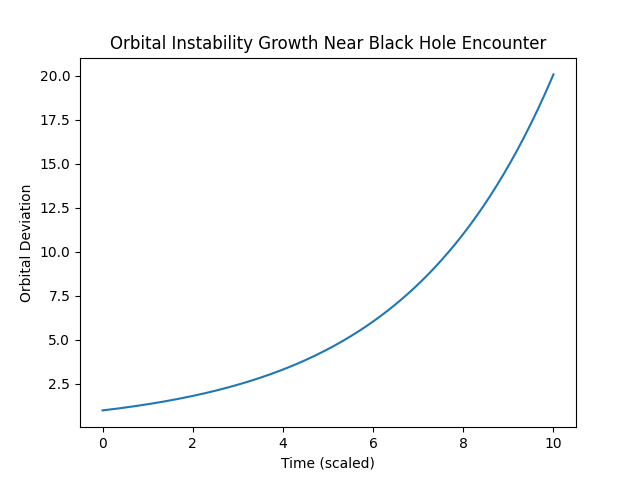 Orbital Instability Growth Near Black Hole Encounter
20.0
17.5
15.0
12.5
10.0
7.5
5.0
2.5
Orbital Deviation
0 2 4 6 8 10
Time (scaled)